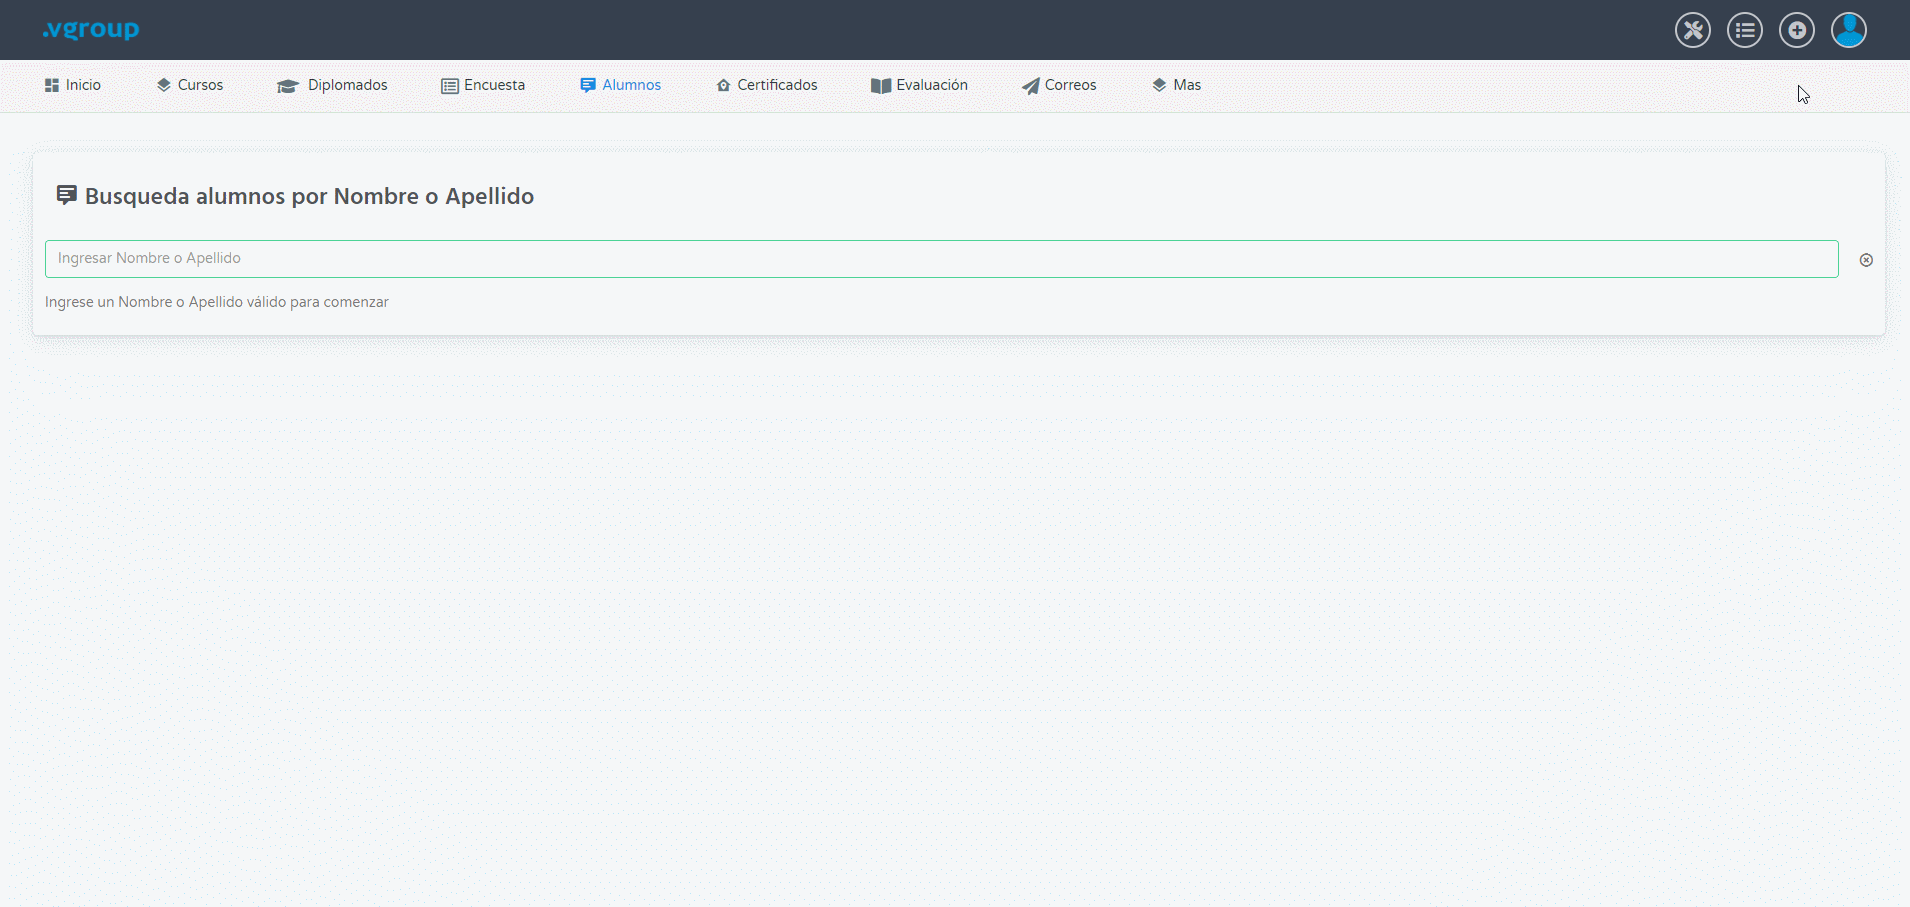 .vgroup
Inicio Cursos Diplomados Encuesta Alumnos Certificados Evaluación Correos Mas
Busqueda alumnos por Nombre o Apellido
Ingresar Nombre o Apellido
Ingrese un Nombre o Apellido válido para comenzar